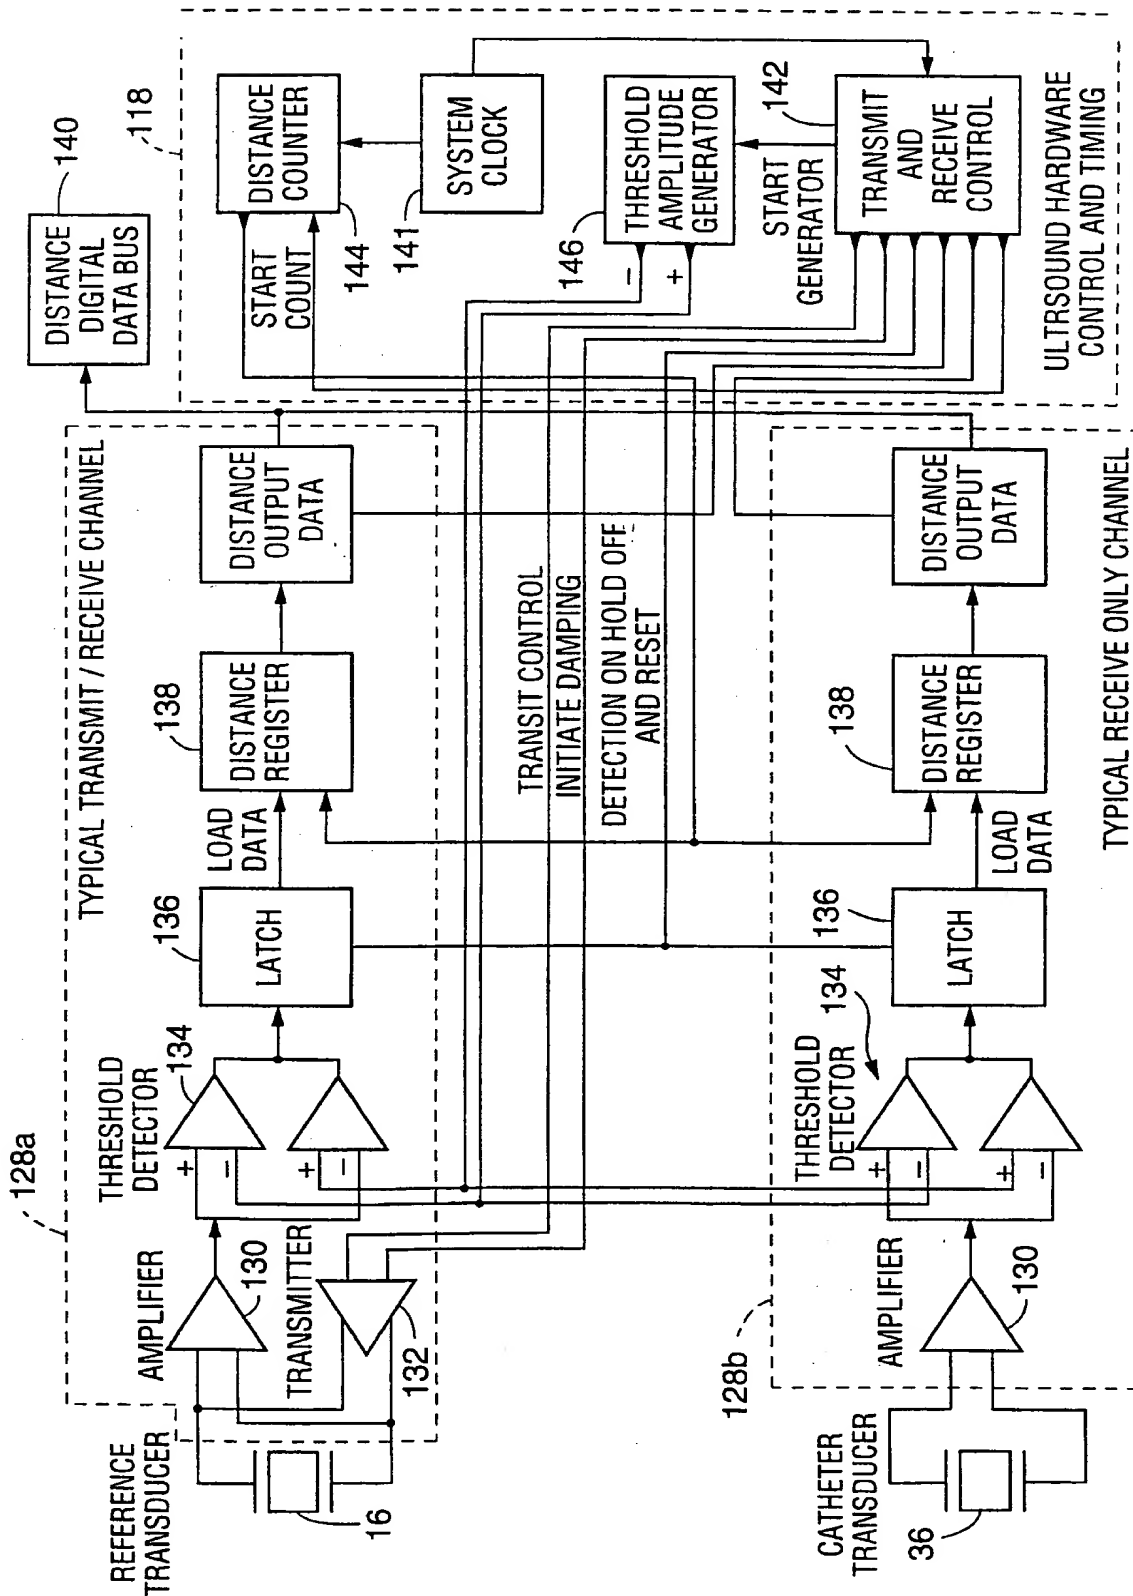 128a
TYPICAL TRANSMIT / RECEIVE CHANNEL
REFERENCE
TRANSDUCER
16
AMPLIFIER
130
TRANSMITTER
132
THRESHOLD
DETECTOR
134
+
−
+
−
136
LATCH
LOAD
DATA
138
DISTANCE
REGISTER
DISTANCE
OUTPUT
DATA
140
DISTANCE
DIGITAL
DATA BUS
118
START
COUNT
DISTANCE
COUNTER
144
141
SYSTEM
CLOCK
146
THRESHOLD
AMPLITUDE
GENERATOR
−
+
START
GENERATOR
142
TRANSMIT
AND
RECEIVE
CONTROL
ULTRSOUND HARDWARE
CONTROL AND TIMING
TRANSIT CONTROL
INITIATE DAMPING
DETECTION ON HOLD OFF
AND RESET
128b
CATHETER
TRANSDUCER
36
AMPLIFIER
130
THRESHOLD
DETECTOR
134
+
−
+
−
136
LATCH
LOAD
DATA
138
DISTANCE
REGISTER
DISTANCE
OUTPUT
DATA
TYPICAL RECEIVE ONLY CHANNEL